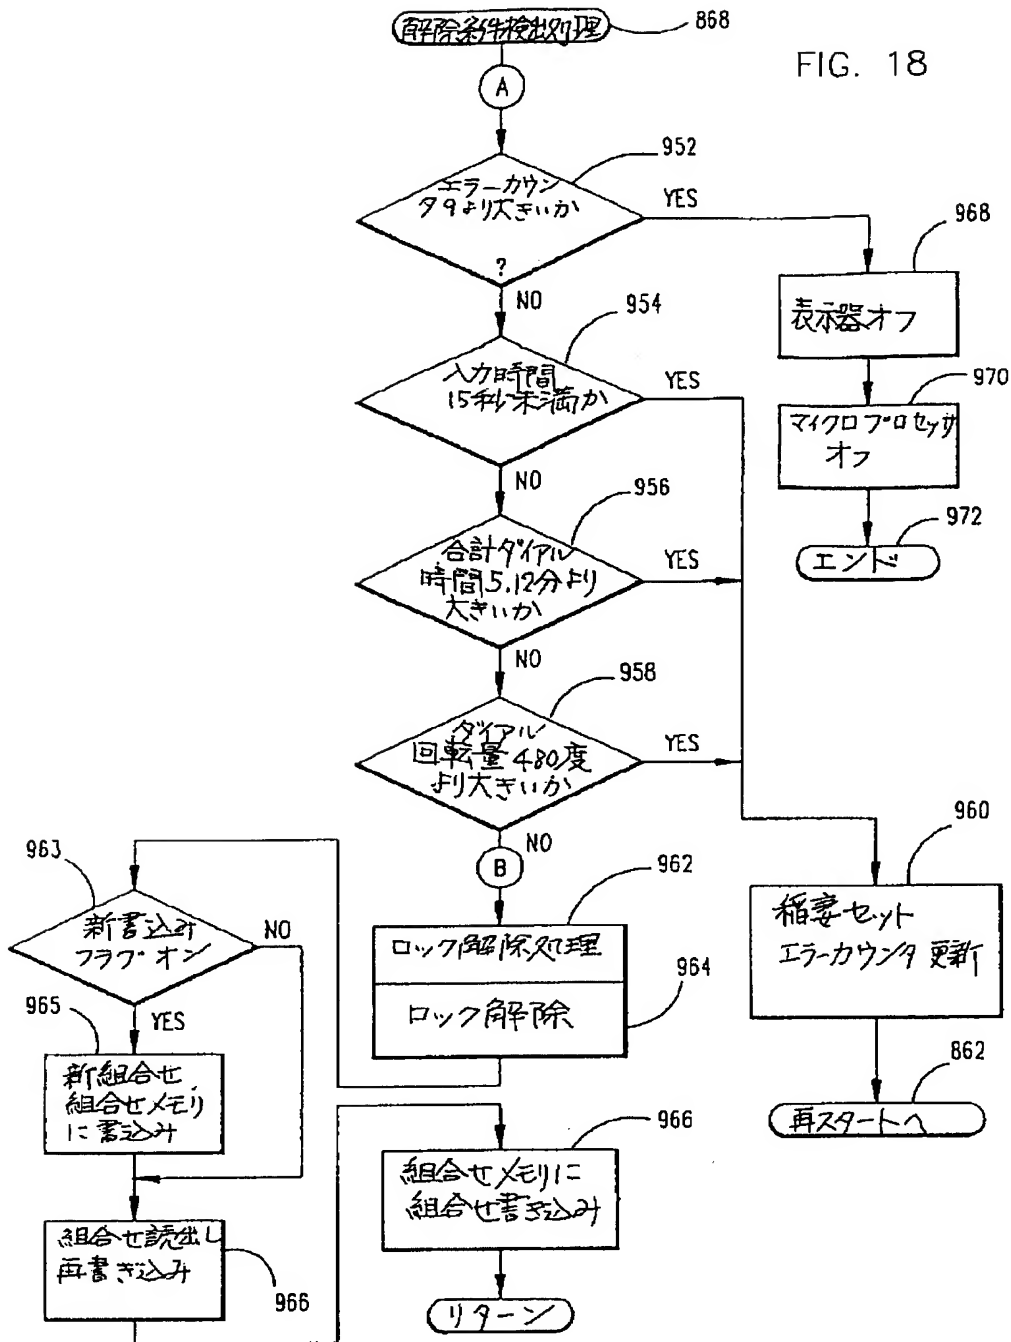 解除条件検出処理
868
FIG. 18
A
952
エラーカウン
タ9より大きいか
?
YES
NO
968
表示器オフ
954
入力時間
15秒未満か
YES
NO
970
マイクロプロセッサ
オフ
972
エンド
956
合計ダイアル
時間5.12分より
大きいか
YES
NO
958
ダイアル
回転量480度
より大きいか
YES
NO
B
960
稲妻セット
エラーカウンタ更新
862
再スタートへ
962
ロック解除処理
964
ロック解除
963
新書込み
フラグオン
NO
YES
965
新組合せ
組合せメモリ
に書込み
組合せ読出し
再書き込み
966
966
組合せメモリに
組合せ書き込み
リターン